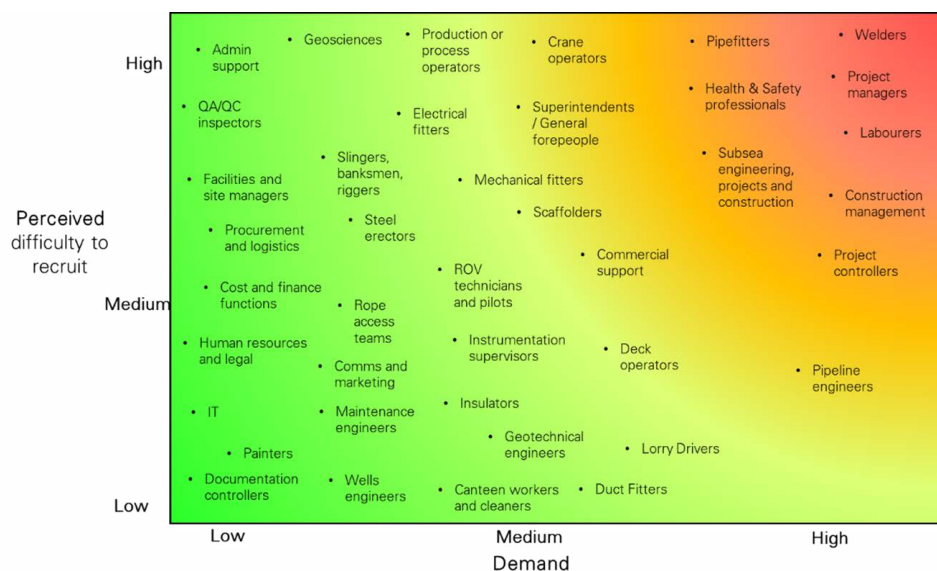 High
Medium
Low
Perceived
difficulty to
recruit
• Admin
support
• Geosciences
• Production or
process
operators
• Crane
operators
• Pipefitters
• Welders
• Project
managers
• QA/QC
inspectors
• Electrical
fitters
• Superintendents
/ General
forepeople
• Health & Safety
professionals
• Labourers
• Slingers,
banksmen,
riggers
• Subsea
engineering,
projects and
construction
• Facilities and
site managers
• Mechanical fitters
• Construction
management
• Procurement
and logistics
• Steel
erectors
• Scaffolders
• Commercial
support
• Project
controllers
• Cost and finance
functions
• ROV
technicians
and pilots
• Rope
access
teams
• Human resources
and legal
• Instrumentation
supervisors
• Deck
operators
• Comms and
marketing
• Pipeline
engineers
• IT
• Maintenance
engineers
• Insulators
• Painters
• Geotechnical
engineers
• Lorry Drivers
• Documentation
controllers
• Wells
engineers
• Canteen workers
and cleaners
• Duct Fitters
Low
Medium
High
Demand